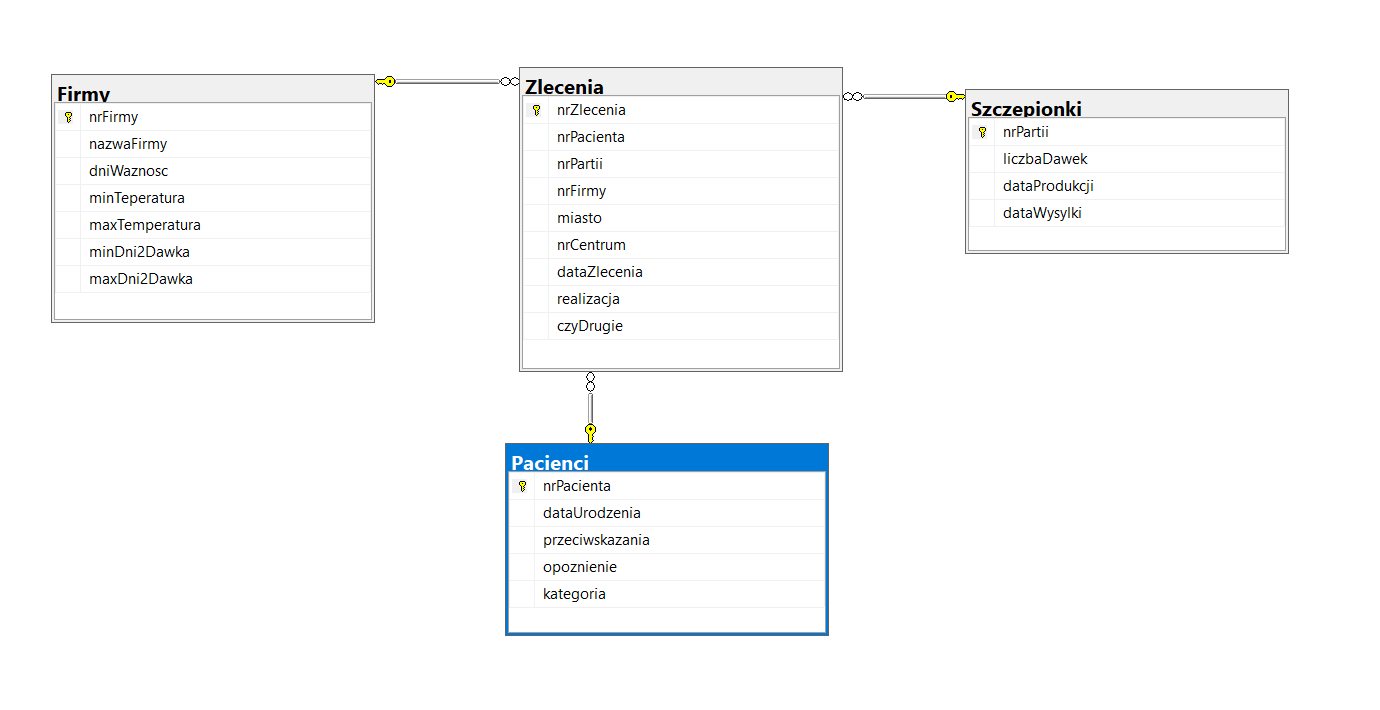 Firmy
nrFirmy
nazwaFirmy
dniWaznosc
minTeperatura
maxTemperatura
minDni2Dawka
maxDni2Dawka
Zlecenia
nrZlecenia
nrPacienta
nrPartii
nrFirmy
miasto
nrCentrum
dataZlecenia
realizacja
czyDrugie
Szczepionki
nrPartii
liczbaDawek
dataProdukcji
dataWysylki
Pacienci
nrPacienta
dataUrodzenia
przeciwskazania
opoznienie
kategoria